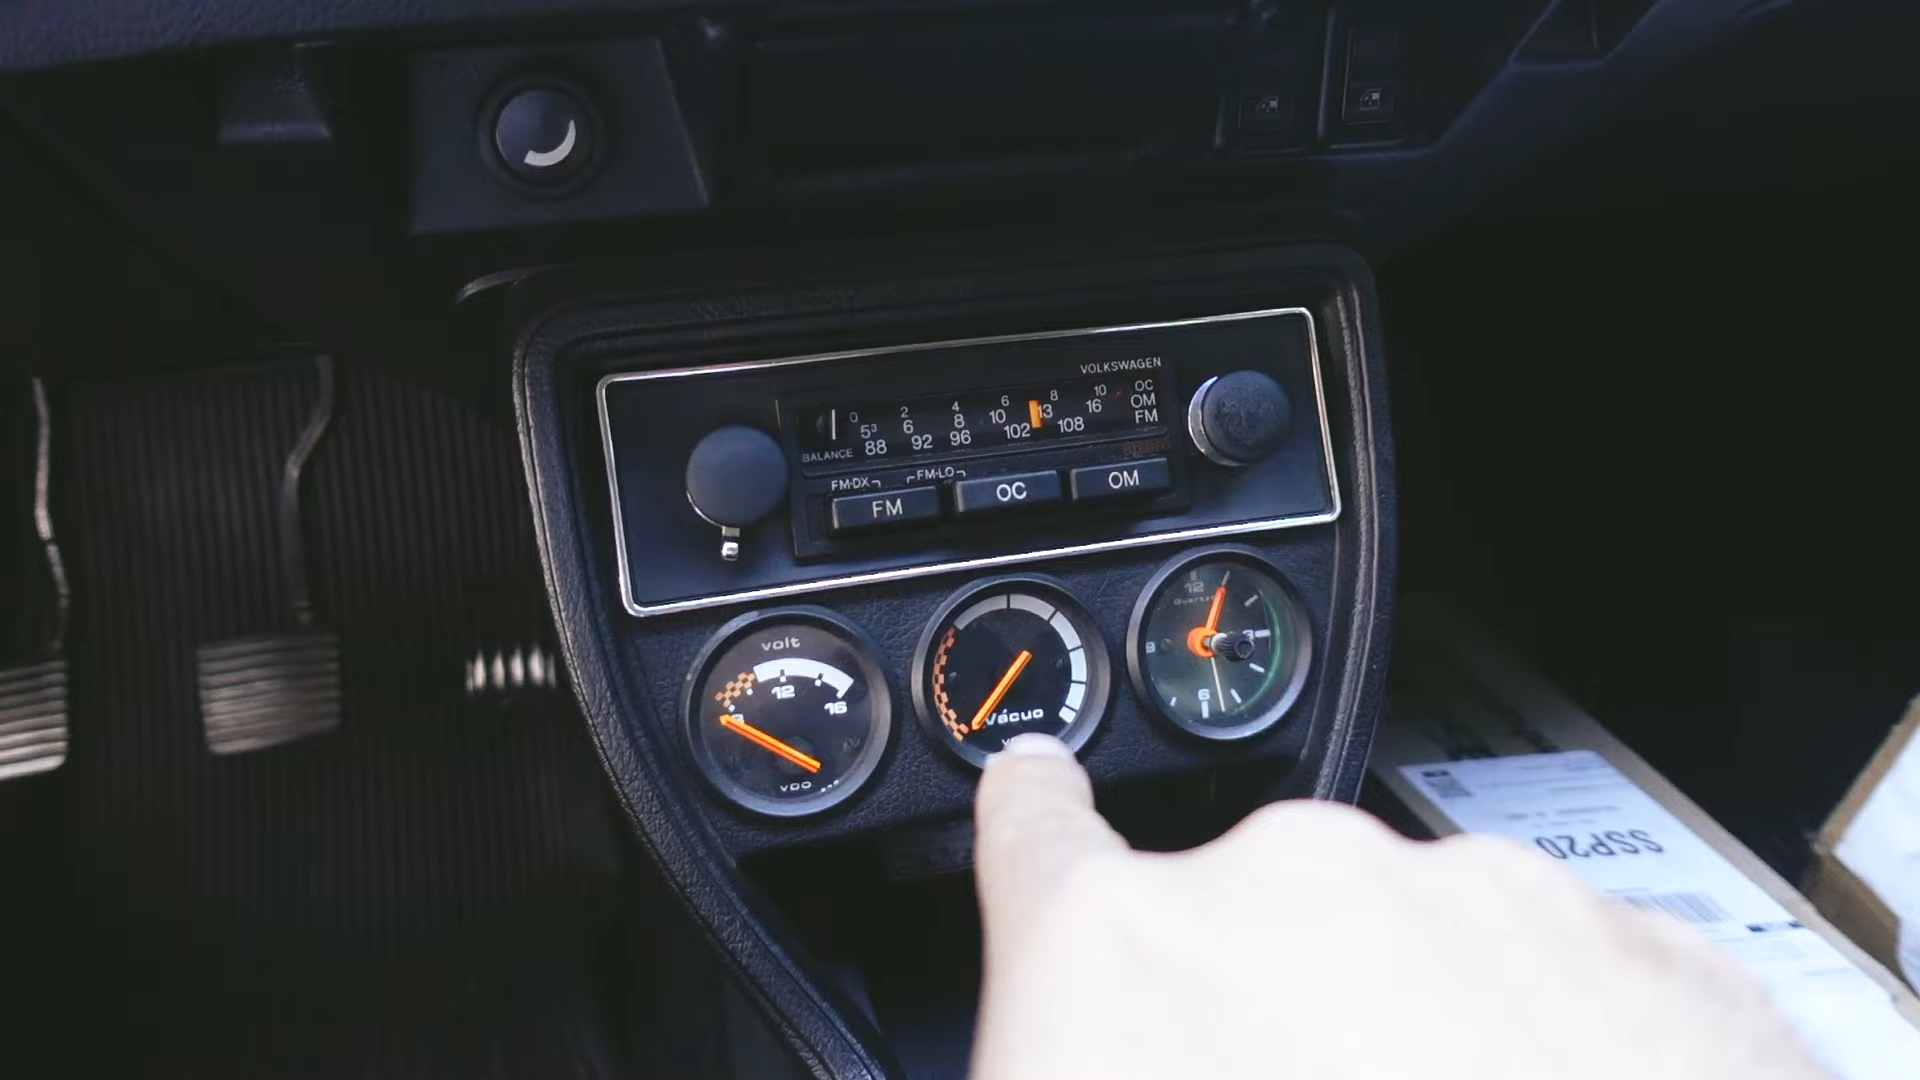 VOLKSWAGEN
0 2 4 6 8 10 OC
5³ 6 8 10 13 16 OM
88 92 96 102 108 FM
BALANCE
FM-DX FM-LO
FM OC OM
volt
8 12 16
VDO
Vácuo
Quartz
12
3
6
9
SSP20